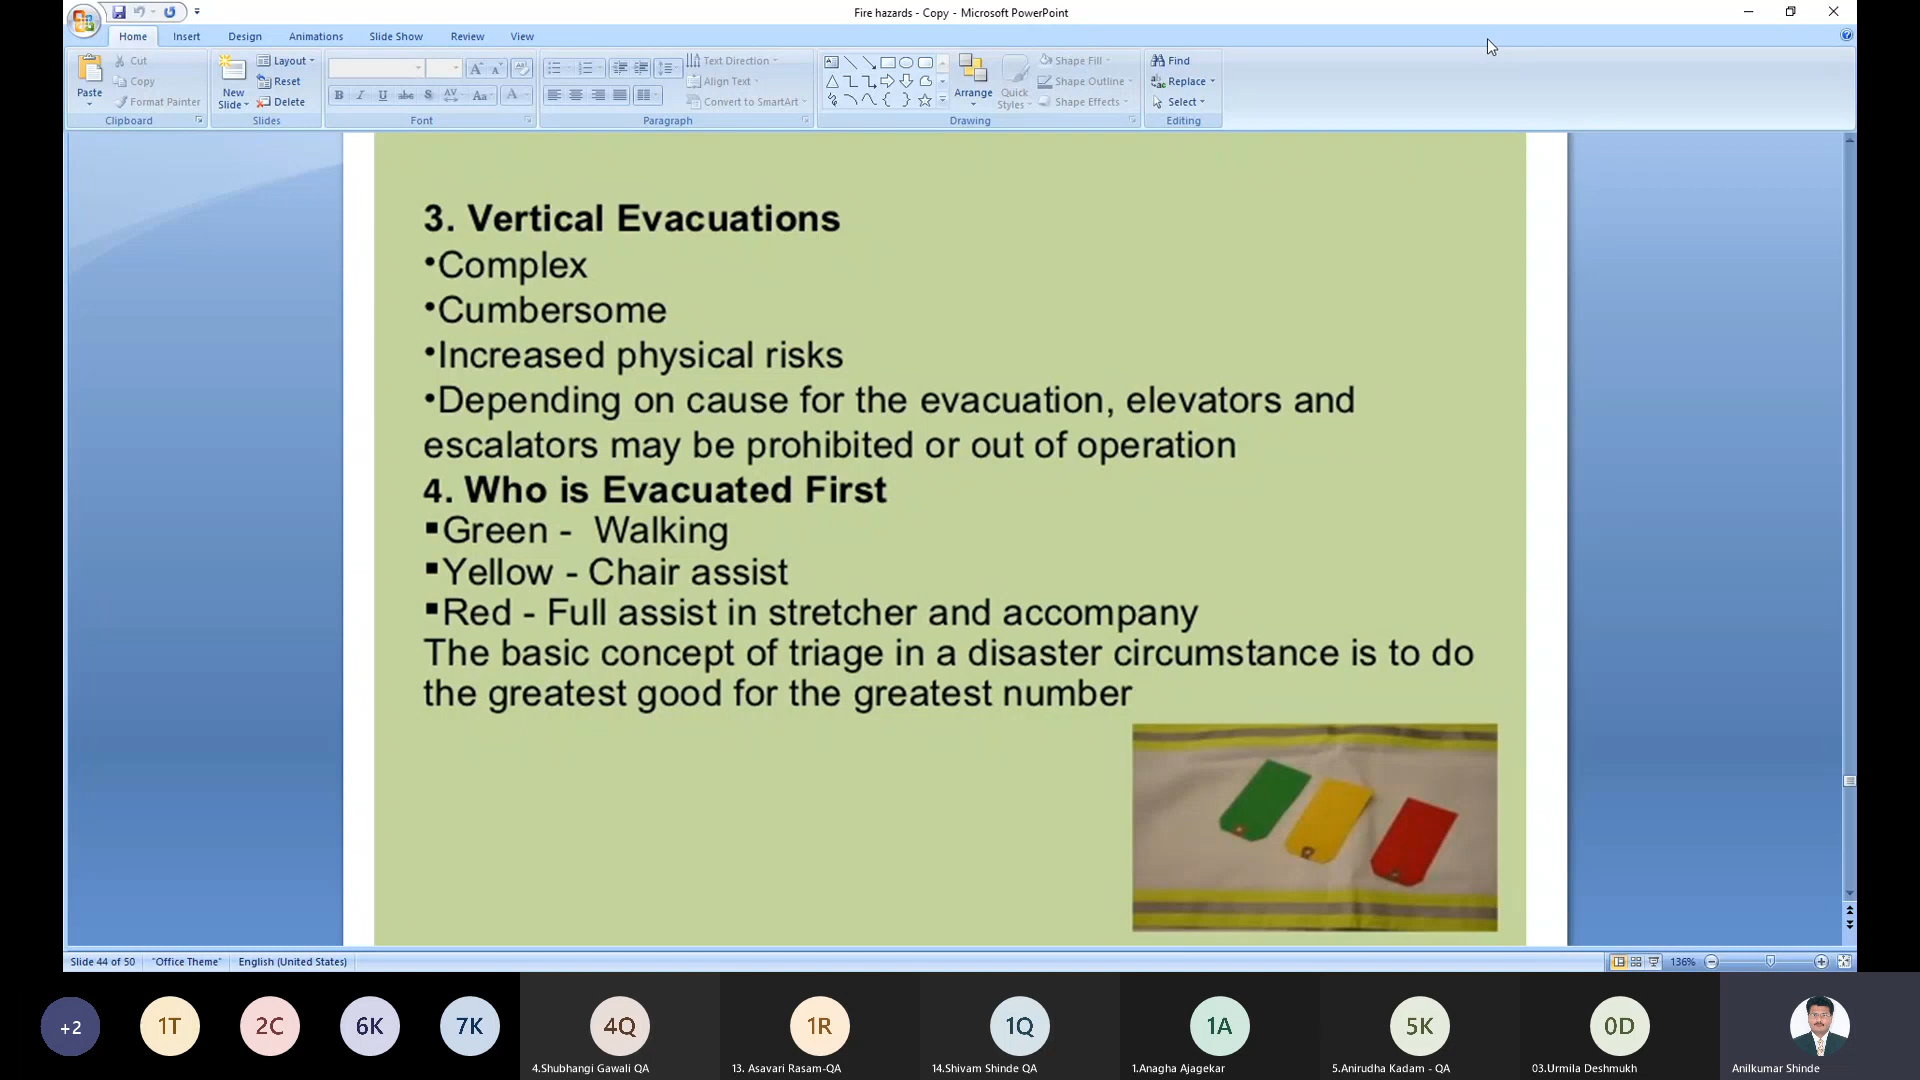 Fire hazards - Copy - Microsoft PowerPoint
Home Insert Design Animations Slide Show Review View
Paste
Cut
Copy
Format Painter
Clipboard
New Slide
Layout
Reset
Delete
Slides
B I U abc S AV Aa A
Font
Text Direction
Align Text
Convert to SmartArt
Paragraph
Arrange
Quick Styles
Shape Fill
Shape Outline
Shape Effects
Drawing
Find
Replace
Select
Editing
3. Vertical Evacuations
•Complex
•Cumbersome
•Increased physical risks
•Depending on cause for the evacuation, elevators and
escalators may be prohibited or out of operation
4. Who is Evacuated First
▪Green - Walking
▪Yellow - Chair assist
▪Red - Full assist in stretcher and accompany
The basic concept of triage in a disaster circumstance is to do
the greatest good for the greatest number
Slide 44 of 50 "Office Theme" English (United States) 136%
+2 1T 2C 6K 7K 4Q 1R 1Q 1A 5K 0D
4.Shubhangi Gawali QA 13. Asavari Rasam-QA 14.Shivam Shinde QA 1.Anagha Ajagekar 5.Anirudha Kadam - QA 03.Urmila Deshmukh Anilkumar Shinde